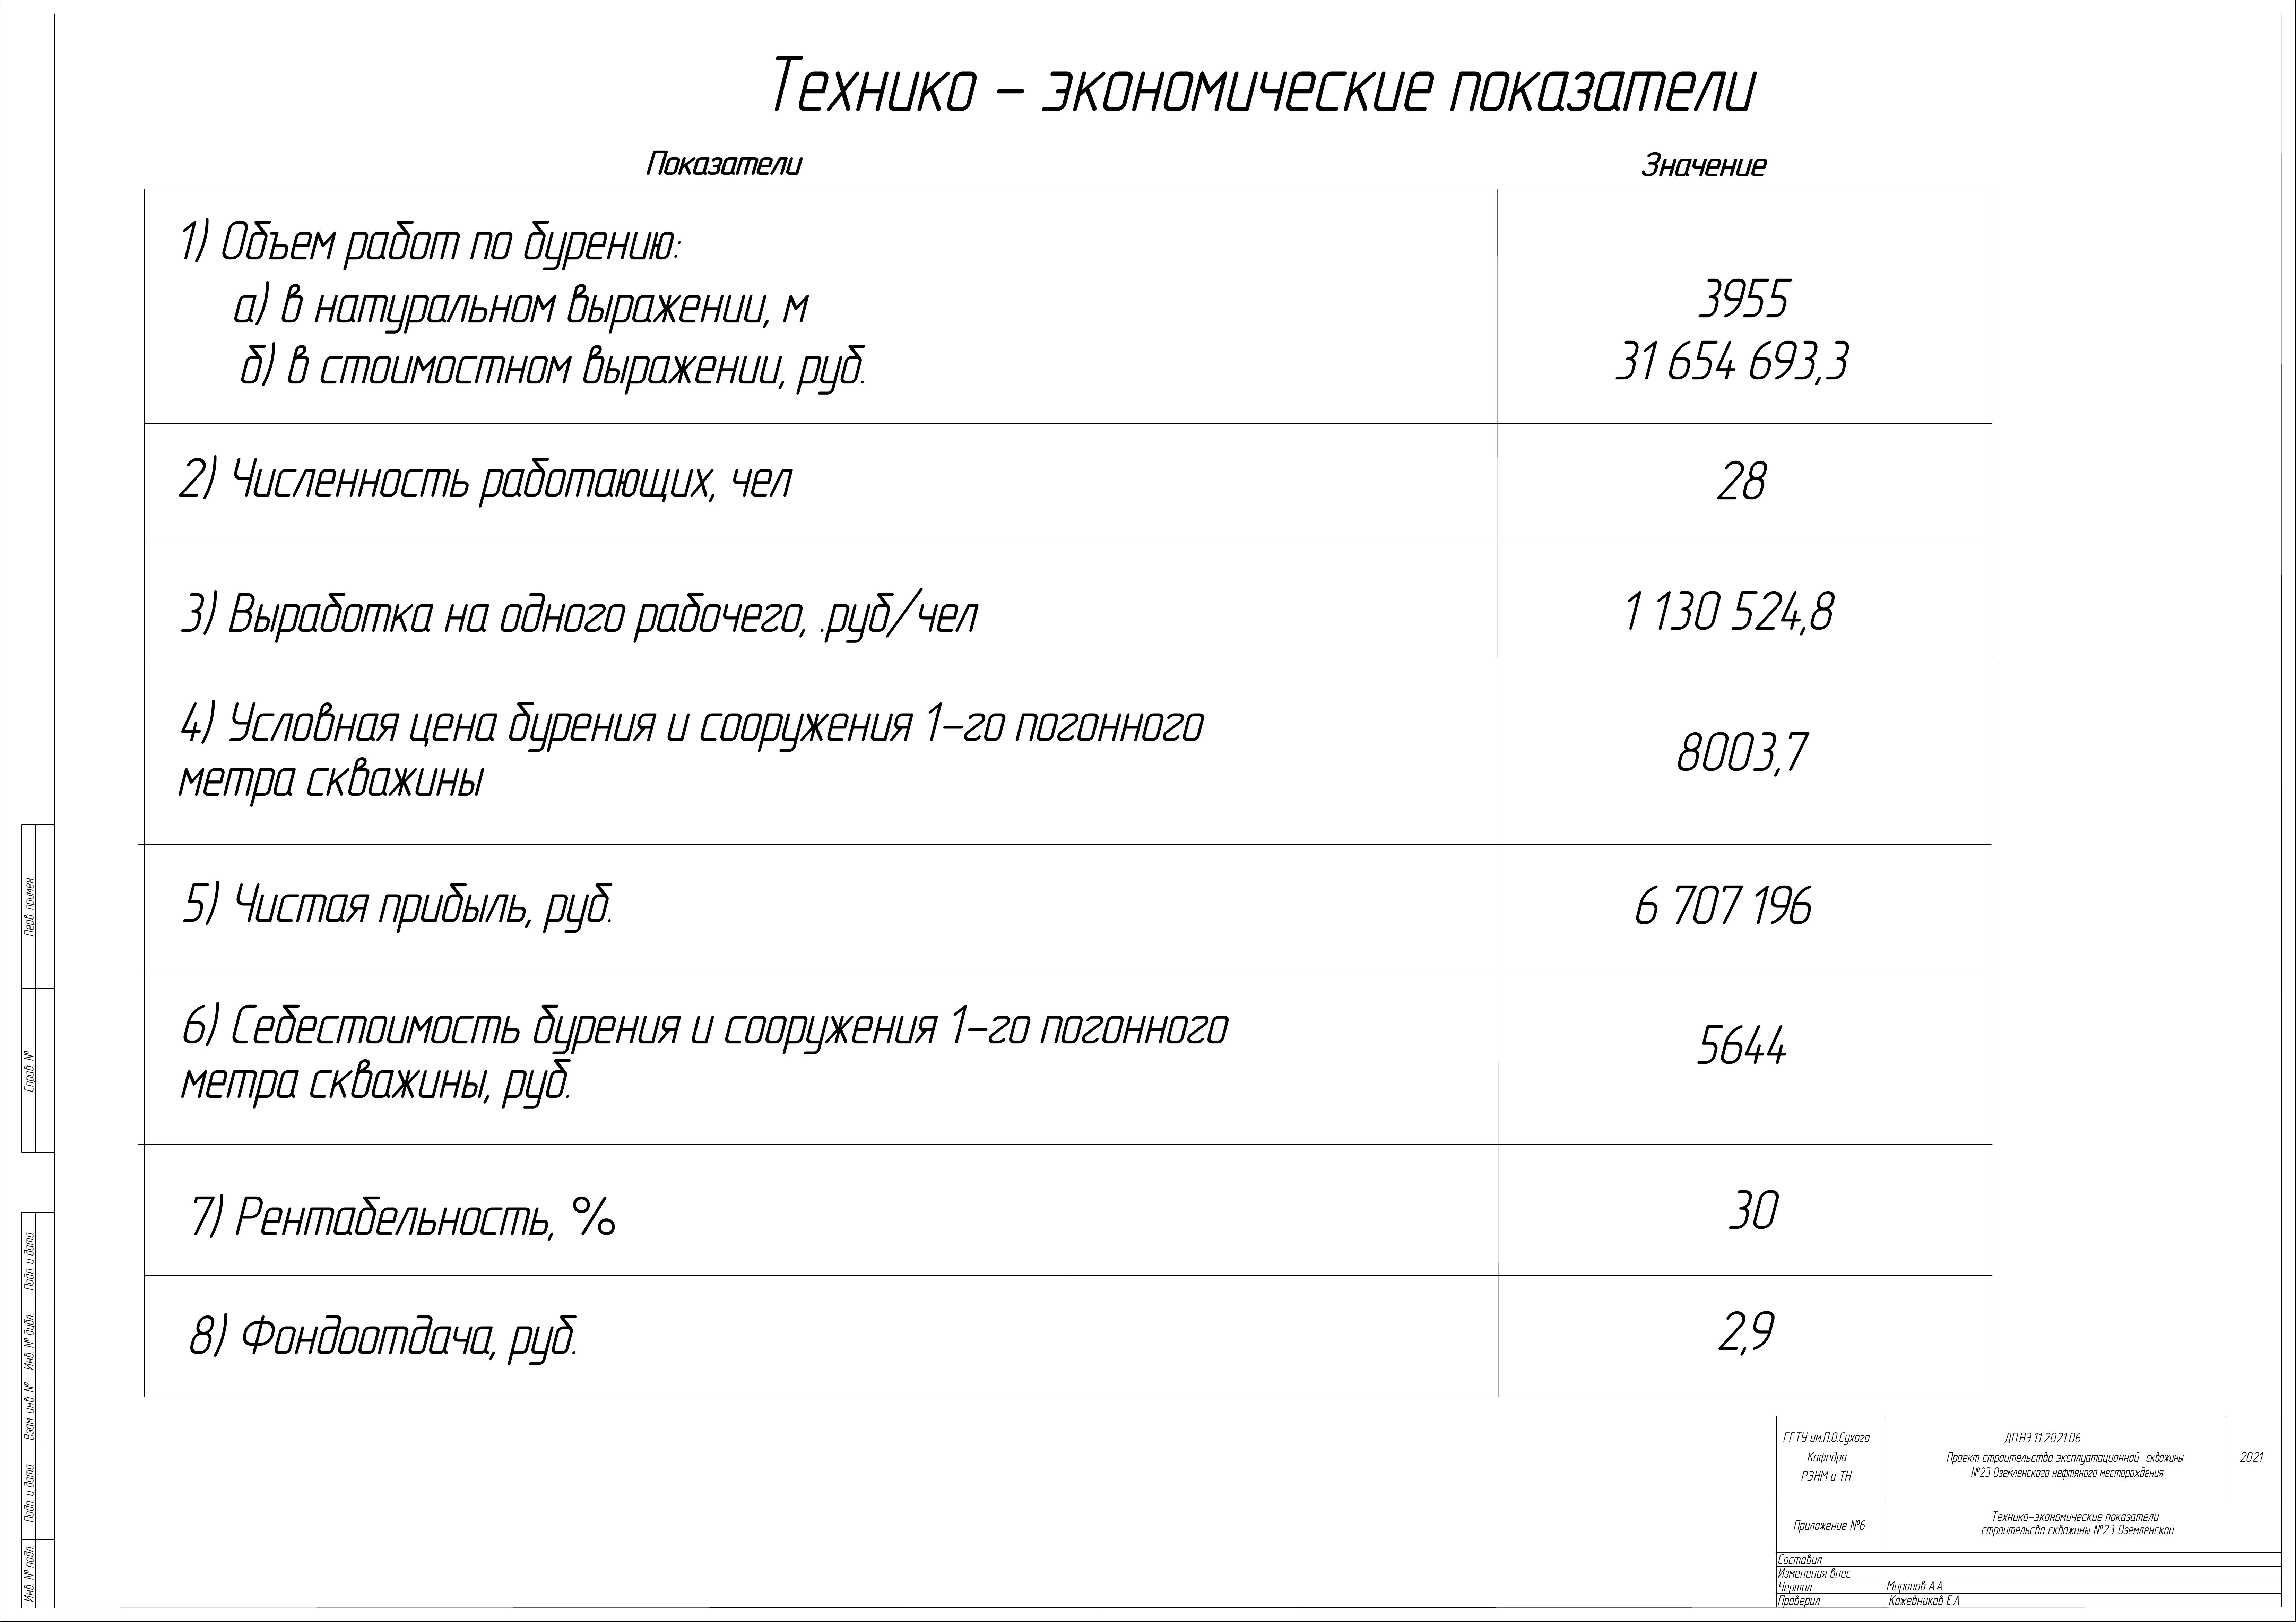 Технико - экономические показатели
Показатели
Значение
1) Объем работ по бурению:
а) в натуральном выражении, м
3955
б) в стоимостном выражении, руб.
31 654 693,3
2) Численность работающих, чел
28
3) Выработка на одного рабочего, .руб/чел
1 130 524,8
4) Условная цена бурения и сооружения 1-го погонного
метра скважины
8003,7
5) Чистая прибыль, руб.
6 707 196
6) Себестоимость бурения и сооружения 1-го погонного
метра скважины, руб.
5644
7) Рентабельность, %
30
8) Фондоотдача, руб.
2,9
Перв. примен.
Справ. №
Подп. и дата
Инв. № дубл.
Взам. инв. №
Подп. и дата
Инв. № подл.
ГГТУ им.П.О.Сухого
Кафедра
РЭНМ и ТН
ДП.НЭ.11.2021.06
Проект строительства эксплуатационной скважины
№23 Оземленского нефтяного месторождения
2021
Приложение №6
Технико-экономические показатели
строительсва скважины №23 Оземленской
Составил
Изменения внес
Чертил
Миронов А.А.
Проверил
Кожевников Е.А.